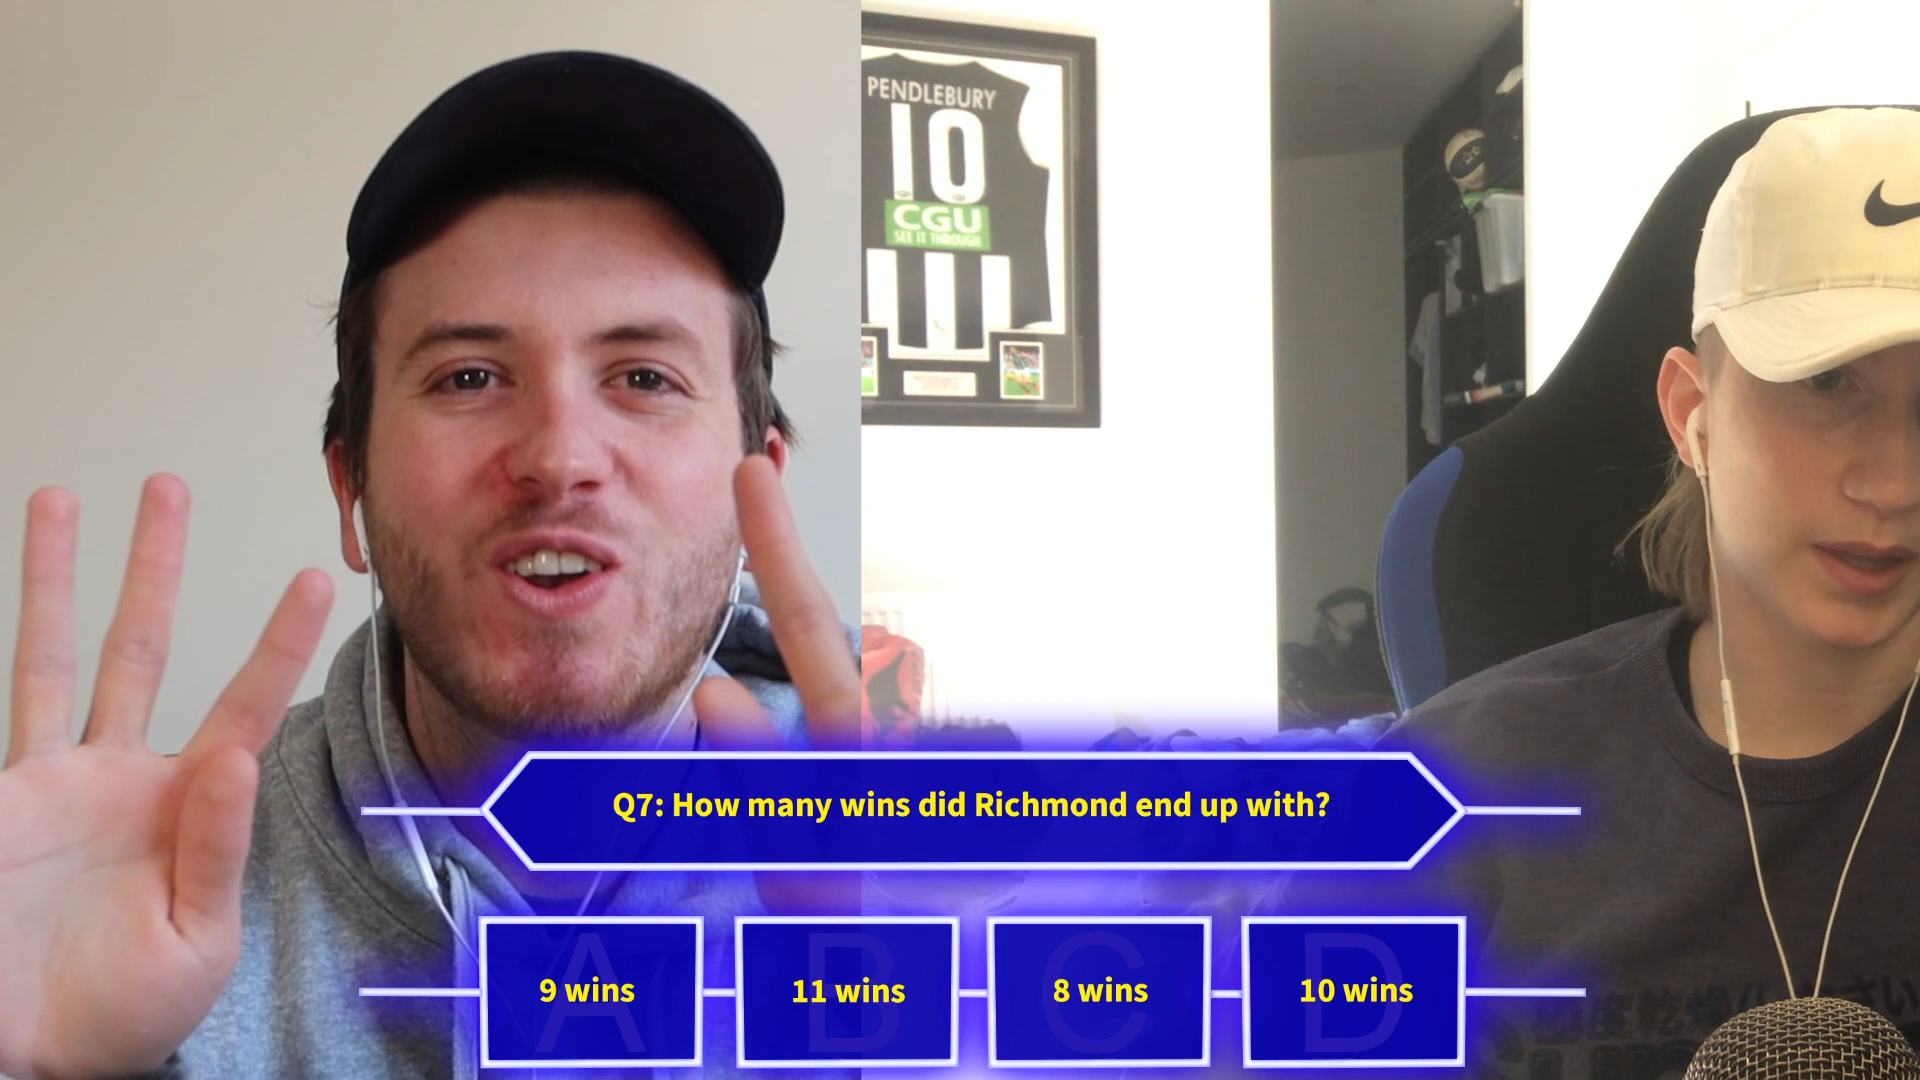 PENDLEBURY
10
CGU
SEE IT THROUGH
Q7: How many wins did Richmond end up with?
A
9 wins
B
11 wins
C
8 wins
D
10 wins